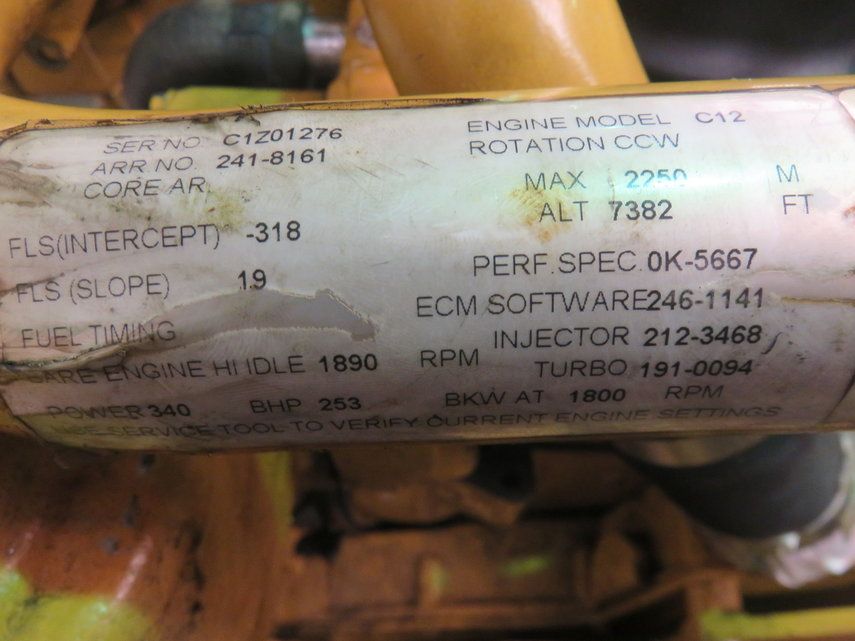 SER NO. C1Z01276
ARR NO. 241-8161
CORE AR.
FLS(INTERCEPT) -318
FLS (SLOPE) 19
FUEL TIMING
BARE ENGINE HI IDLE 1890 RPM
POWER 340 BHP 253 BKW AT 1800 RPM
USE SERVICE TOOL TO VERIFY CURRENT ENGINE SETTINGS
ENGINE MODEL C12
ROTATION CCW
MAX 2250 M
ALT 7382 FT
PERF.SPEC. 0K-5667
ECM SOFTWARE 246-1141
INJECTOR 212-3468
TURBO 191-0094